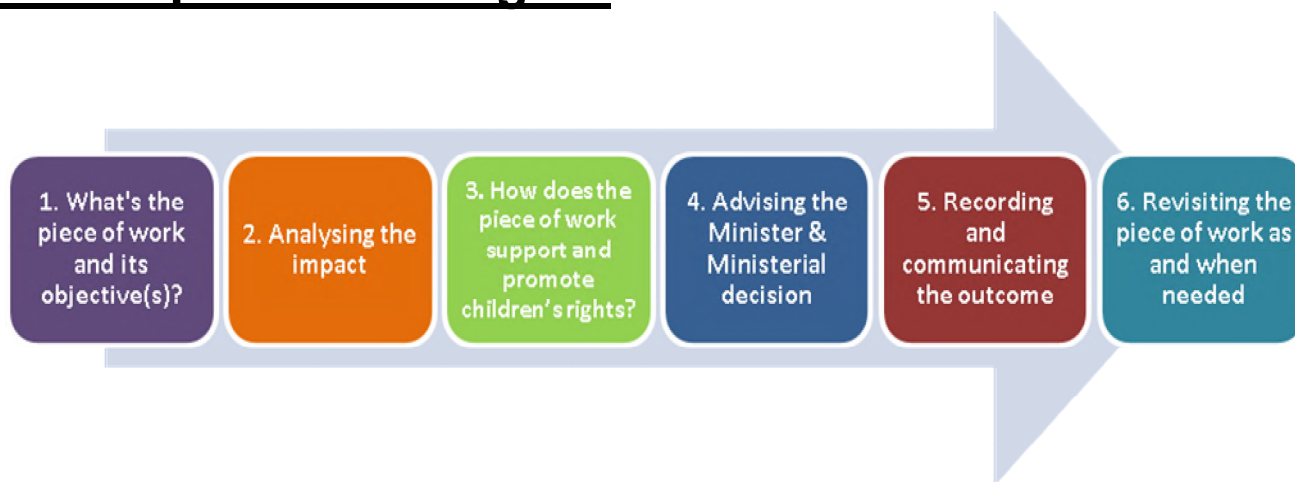 1. What's the
piece of work
and its
objective(s)?
2. Analysing the
impact
3. How does the
piece of work
support and
promote
children's rights?
4. Advising the
Minister &
Ministerial
decision
5. Recording
and
communicating
the outcome
6. Revisiting the
piece of work as
and when
needed